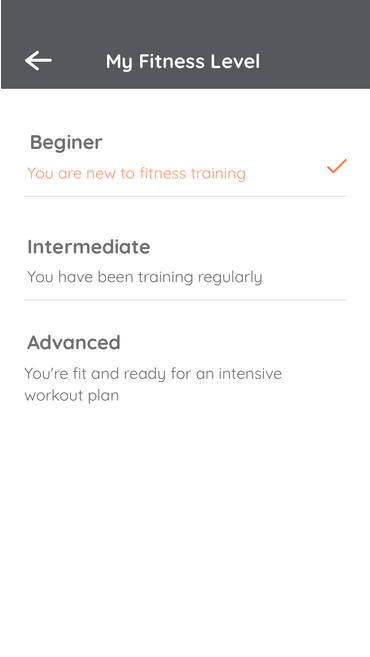 My Fitness Level
Beginer
You are new to fitness training
Intermediate
You have been training regularly
Advanced
You're fit and ready for an intensive
workout plan